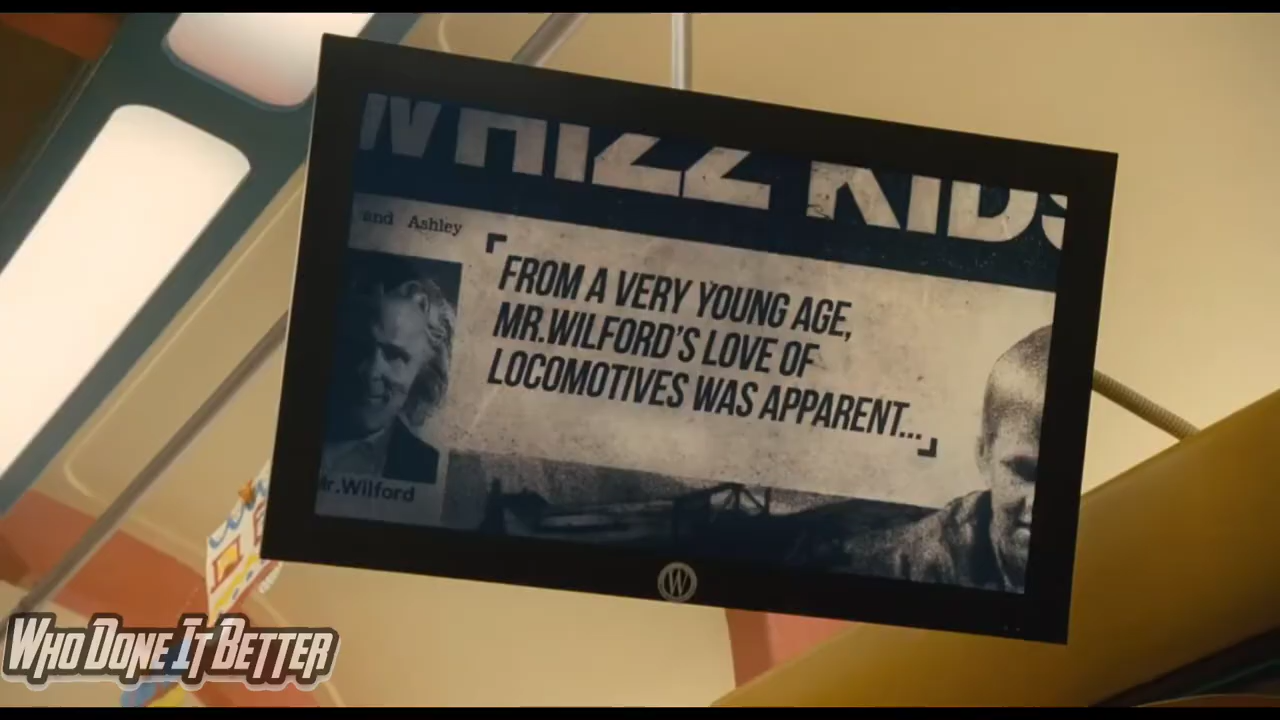 WHIZZ KIDS
and Ashley
FROM A VERY YOUNG AGE,
MR.WILFORD'S LOVE OF
LOCOMOTIVES WAS APPARENT...
Mr.Wilford
W
WHO DONE IT BETTER